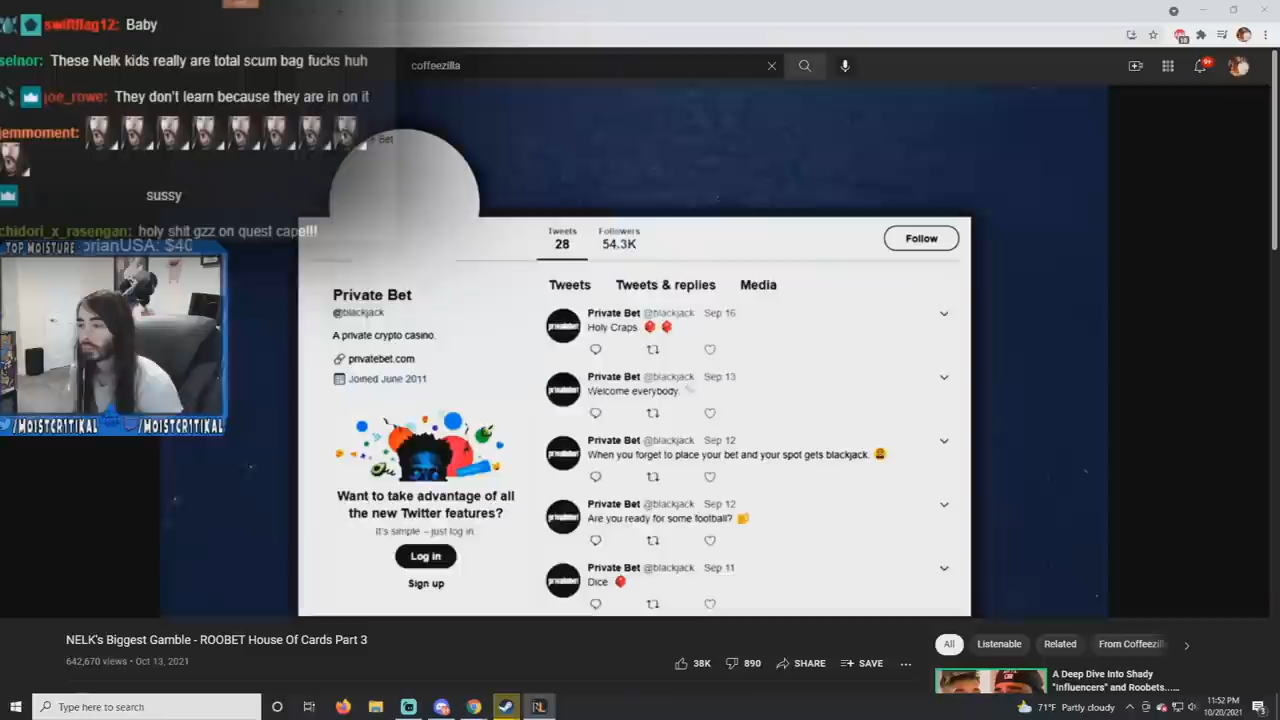 swiftflag12: Baby
selnor: These Nelk kids really are total scum bag fucks huh
joe_rowe: They don't learn because they are in on it
jemmoment:
sussy
chidori_x_rasengan: holy shit gzz on quest cape!!!
TOP MOISTURE
orianUSA: $40
/MOISTCR1TIKAL
/MOISTCR1TIKAL
coffeezilla
9+
Bet
Tweets
28
Followers
54.3K
Follow
Private Bet
@blackjack
A private crypto casino.
privatebet.com
Joined June 2011
Want to take advantage of all
the new Twitter features?
It's simple – just log in.
Log in
Sign up
Tweets
Tweets & replies
Media
Private Bet @blackjack Sep 16
Holy Craps
Private Bet @blackjack Sep 13
Welcome everybody.
Private Bet @blackjack Sep 12
When you forget to place your bet and your spot gets blackjack.
Private Bet @blackjack Sep 12
Are you ready for some football?
Private Bet @blackjack Sep 11
Dice
NELK's Biggest Gamble - ROOBET House Of Cards Part 3
642,670 views • Oct 13, 2021
38K
890
SHARE
SAVE
All
Listenable
Related
From Coffeezill
A Deep Dive Into Shady
"Influencers" and Roobets....
Type here to search
71°F Partly cloudy
11:52 PM
10/20/2021